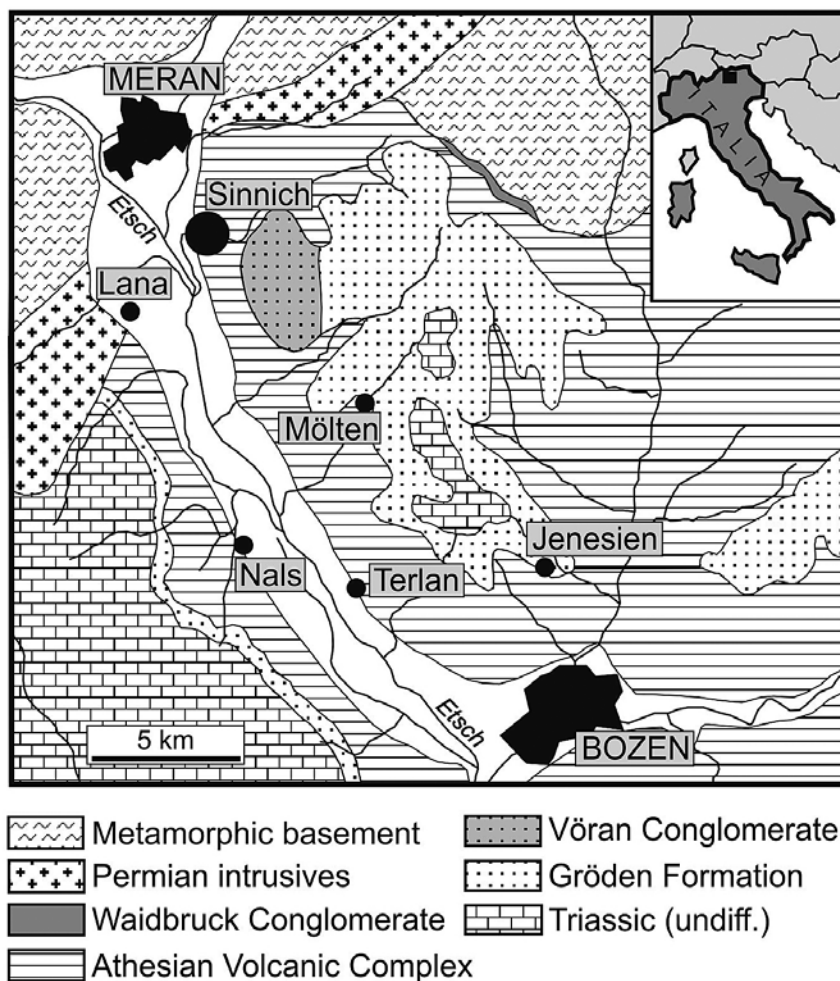 MERAN
Sinnich
Etsch
ITALIA
Lana
Mölten
Jenesien
Nals
Terlan
Etsch
5 km
BOZEN
Metamorphic basement
Permian intrusives
Waidbruck Conglomerate
Athesian Volcanic Complex
Vöran Conglomerate
Gröden Formation
Triassic (undiff.)